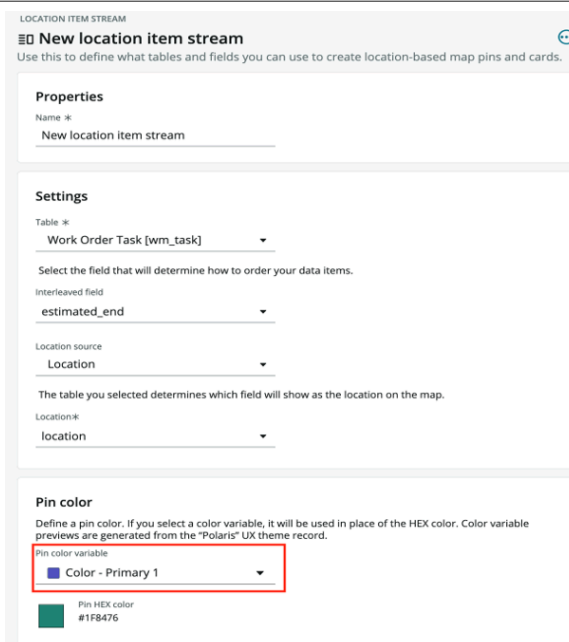 LOCATION ITEM STREAM
New location item stream
Use this to define what tables and fields you can use to create location-based map pins and cards.
Properties
Name *
New location item stream
Settings
Table *
Work Order Task [wm_task]
Select the field that will determine how to order your data items.
Interleaved field
estimated_end
Location source
Location
The table you selected determines which field will show as the location on the map.
Location*
location
Pin color
Define a pin color. If you select a color variable, it will be used in place of the HEX color. Color variable
previews are generated from the “Polaris” UX theme record.
Pin color variable
Color - Primary 1
Pin HEX color
#1F8476